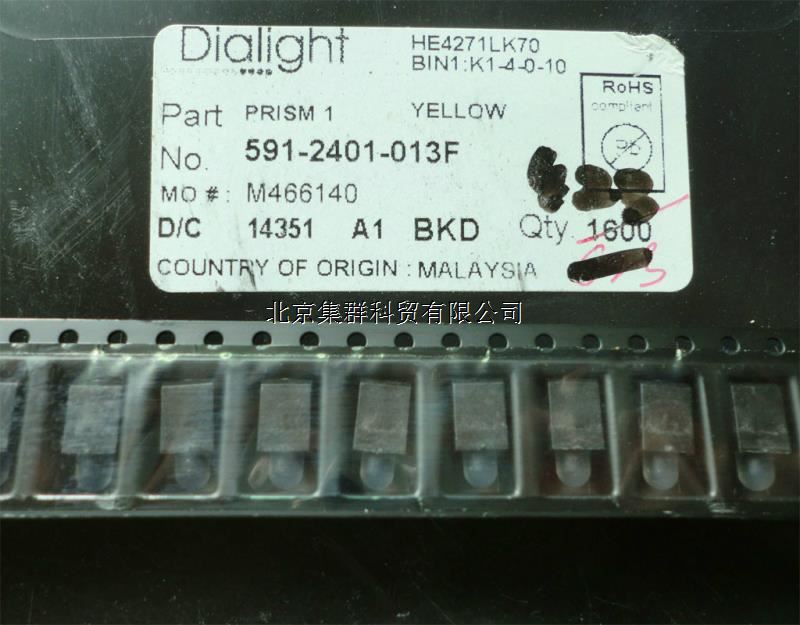 Dialight
HE4271LK70
BIN1:K1-4-0-10
RoHS
compliant
Pb
Part PRISM 1 YELLOW
No. 591-2401-013F
MO #: M466140
D/C 14351 A1 BKD Qty. 1600
COUNTRY OF ORIGIN : MALAYSIA
北京集群科贸有限公司